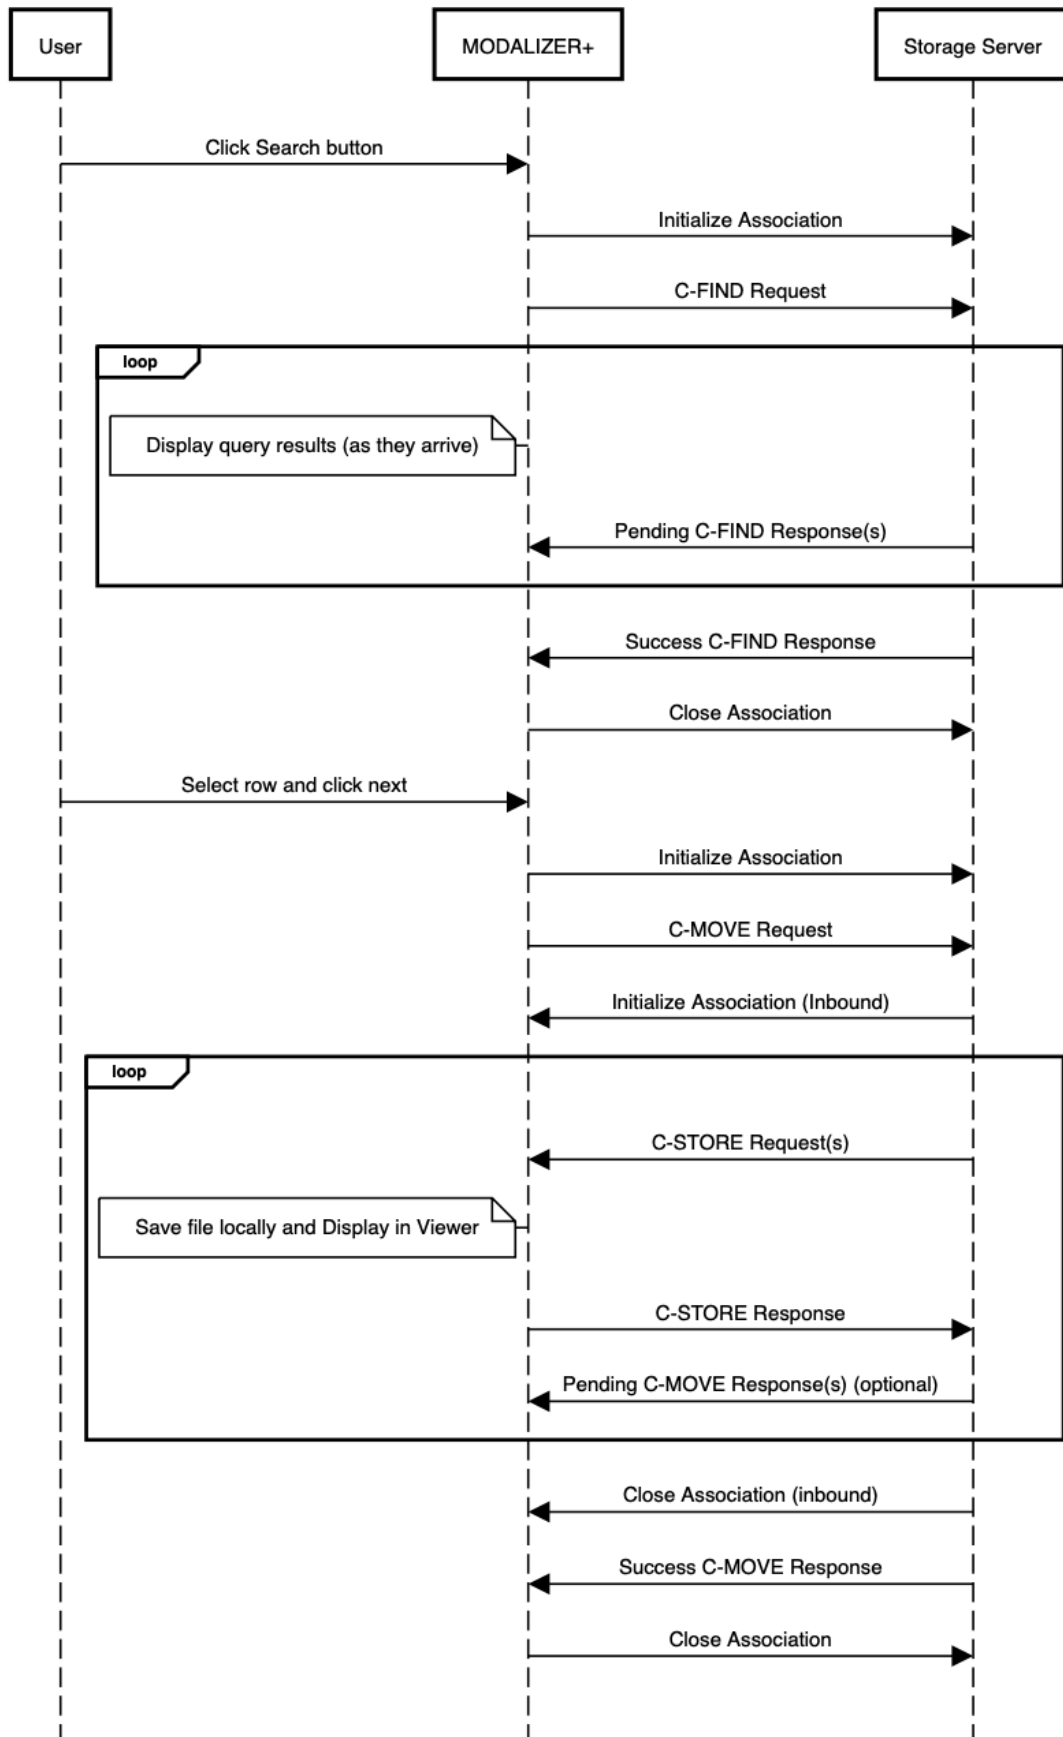 User
MODALIZER+
Storage Server
Click Search button
Initialize Association
C-FIND Request
loop
Display query results (as they arrive)
Pending C-FIND Response(s)
Success C-FIND Response
Close Association
Select row and click next
Initialize Association
C-MOVE Request
Initialize Association (Inbound)
loop
C-STORE Request(s)
Save file locally and Display in Viewer
C-STORE Response
Pending C-MOVE Response(s) (optional)
Close Association (inbound)
Success C-MOVE Response
Close Association